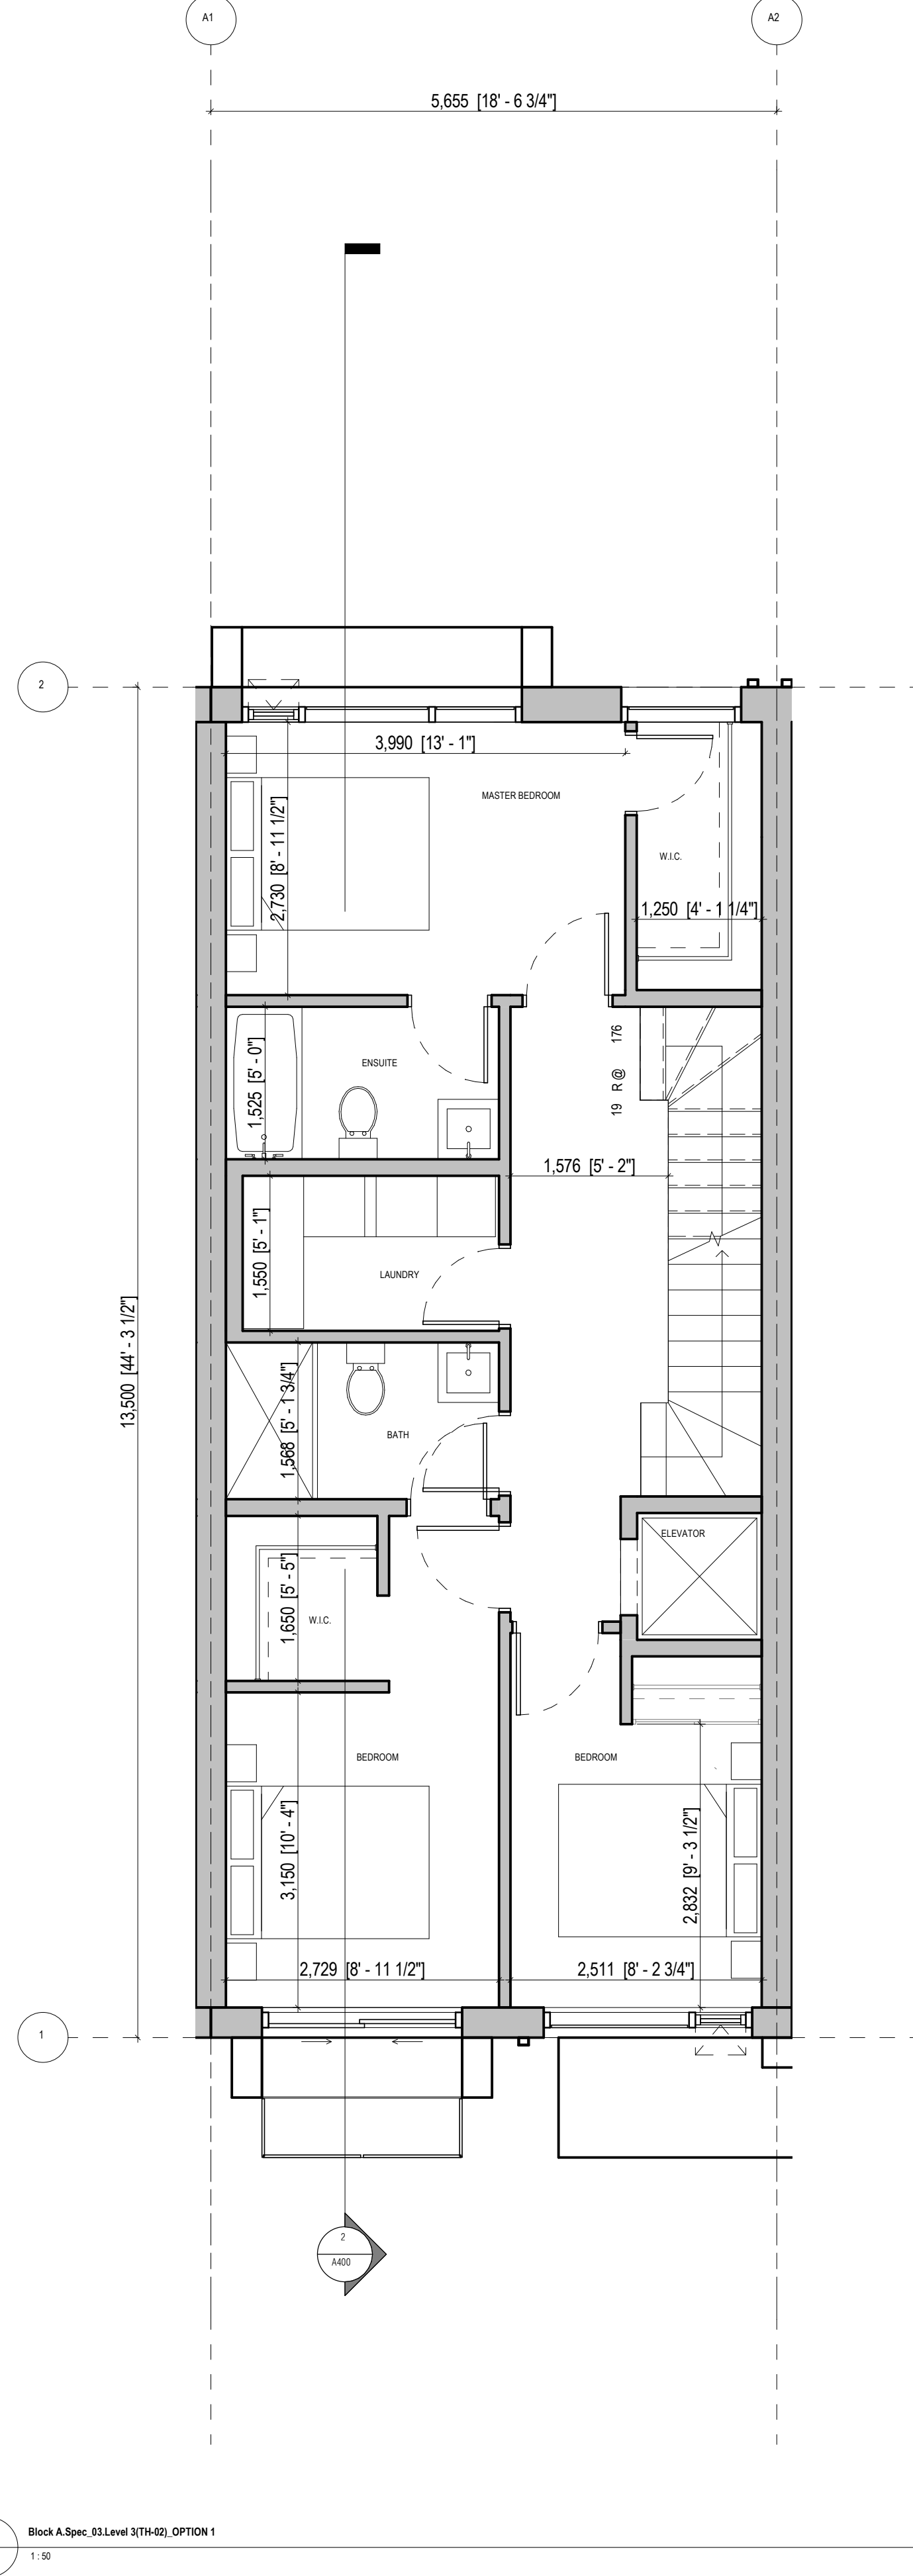 A1
A2
5,655 [18' - 6 3/4"]
2
3,990 [13' - 1"]
MASTER BEDROOM
2,730 [8' - 11 1/2"]
W.I.C.
1,250 [4' - 1 1/4"]
19 R @ 176
ENSUITE
1,525 [5' - 0"]
1,576 [5' - 2"]
1,550 [5' - 1"]
LAUNDRY
13,500 [44' - 3 1/2"]
1,568 [5' - 1 3/4"]
BATH
ELEVATOR
1,650 [5' - 5"]
W.I.C.
BEDROOM
BEDROOM
3,150 [10' - 4"]
2,832 [9' - 3 1/2"]
2,729 [8' - 11 1/2"]
2,511 [8' - 2 3/4"]
1
2
A400
Block A.Spec_03.Level 3(TH-02)_OPTION 1
1 : 50